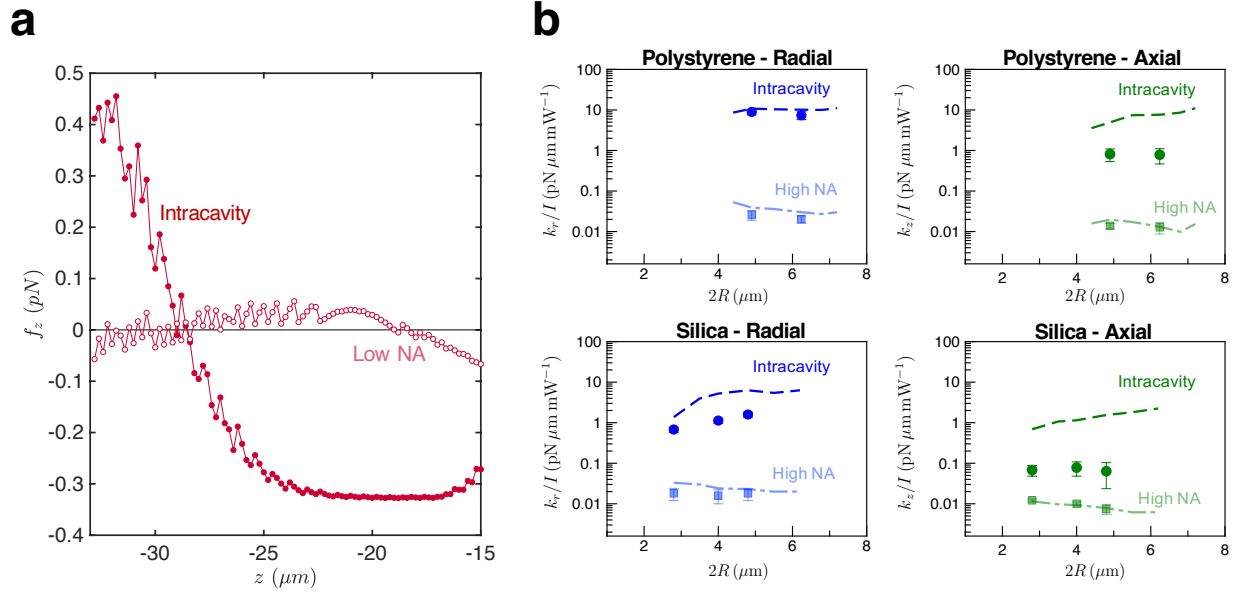 a
0.5
0.4
0.3
0.2
0.1
0
-0.1
-0.2
-0.3
-0.4
f_z (pN)
Intracavity
Low NA
-30
-25
-20
-15
z (μm)
b
Polystyrene - Radial
100
10
1
0.1
0.01
k_r/I (pN μm mW⁻¹)
Intracavity
High NA
2
4
6
8
2R (μm)
Polystyrene - Axial
100
10
1
0.1
0.01
k_z/I (pN μm mW⁻¹)
Intracavity
High NA
2
4
6
8
2R (μm)
Silica - Radial
100
10
1
0.1
0.01
k_r/I (pN μm mW⁻¹)
Intracavity
High NA
2
4
6
8
2R (μm)
Silica - Axial
100
10
1
0.1
0.01
k_z/I (pN μm mW⁻¹)
Intracavity
High NA
2
4
6
8
2R (μm)